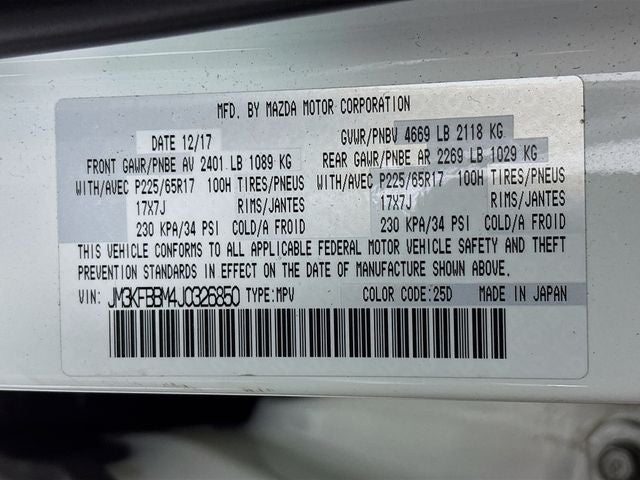 MFD. BY MAZDA MOTOR CORPORATION
DATE 12/17 GVWR/PNBV 4669 LB 2118 KG
FRONT GAWR/PNBE AV 2401 LB 1089 KG REAR GAWR/PNBE AR 2269 LB 1029 KG
WITH/AVEC P225/65R17 100H TIRES/PNEUS WITH/AVEC P225/65R17 100H TIRES/PNEUS
17X7J RIMS/JANTES 17X7J RIMS/JANTES
230 KPA/34 PSI COLD/A FROID 230 KPA/34 PSI COLD/A FROID
THIS VEHICLE CONFORMS TO ALL APPLICABLE FEDERAL MOTOR VEHICLE SAFETY AND THEFT
PREVENTION STANDARDS IN EFFECT ON THE DATE OF MANUFACTURE SHOWN ABOVE.
VIN: JM3KFBBM4J0326850 TYPE:MPV COLOR CODE:25D MADE IN JAPAN